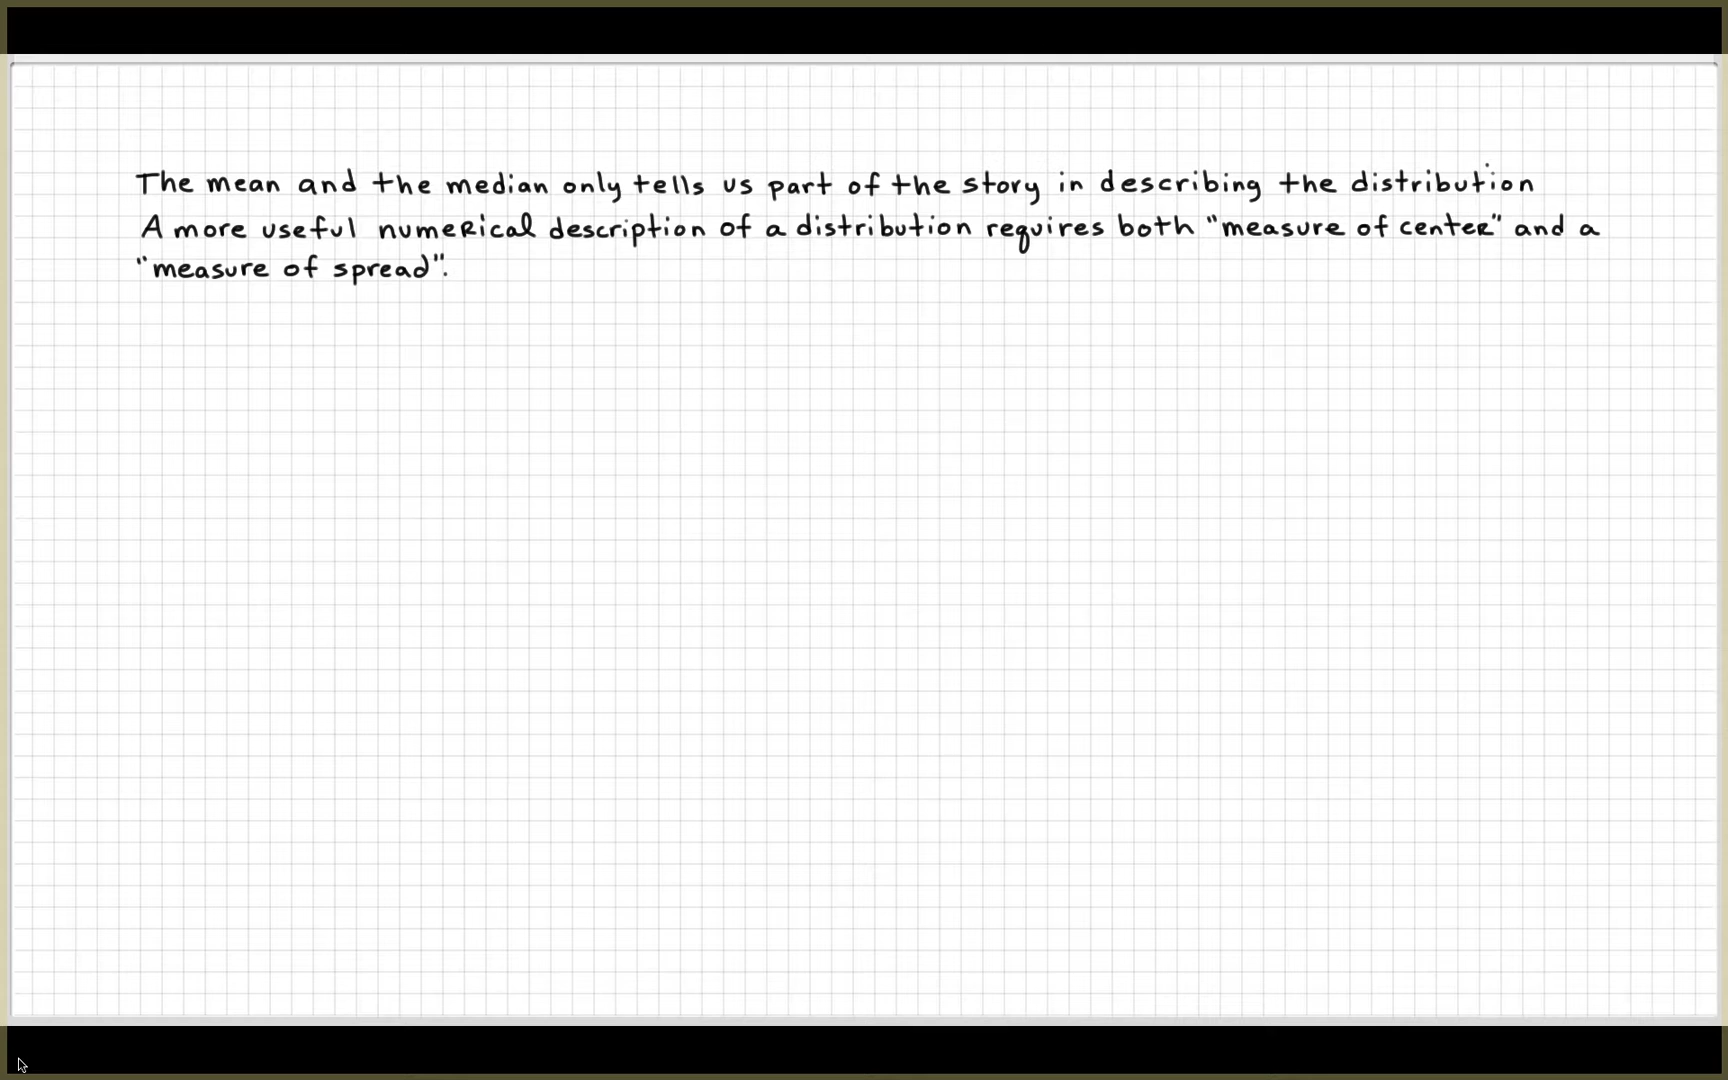 The mean and the median only tells us part of the story in describing the distribution
A more useful numerical description of a distribution requires both "measure of center" and a
"measure of spread".